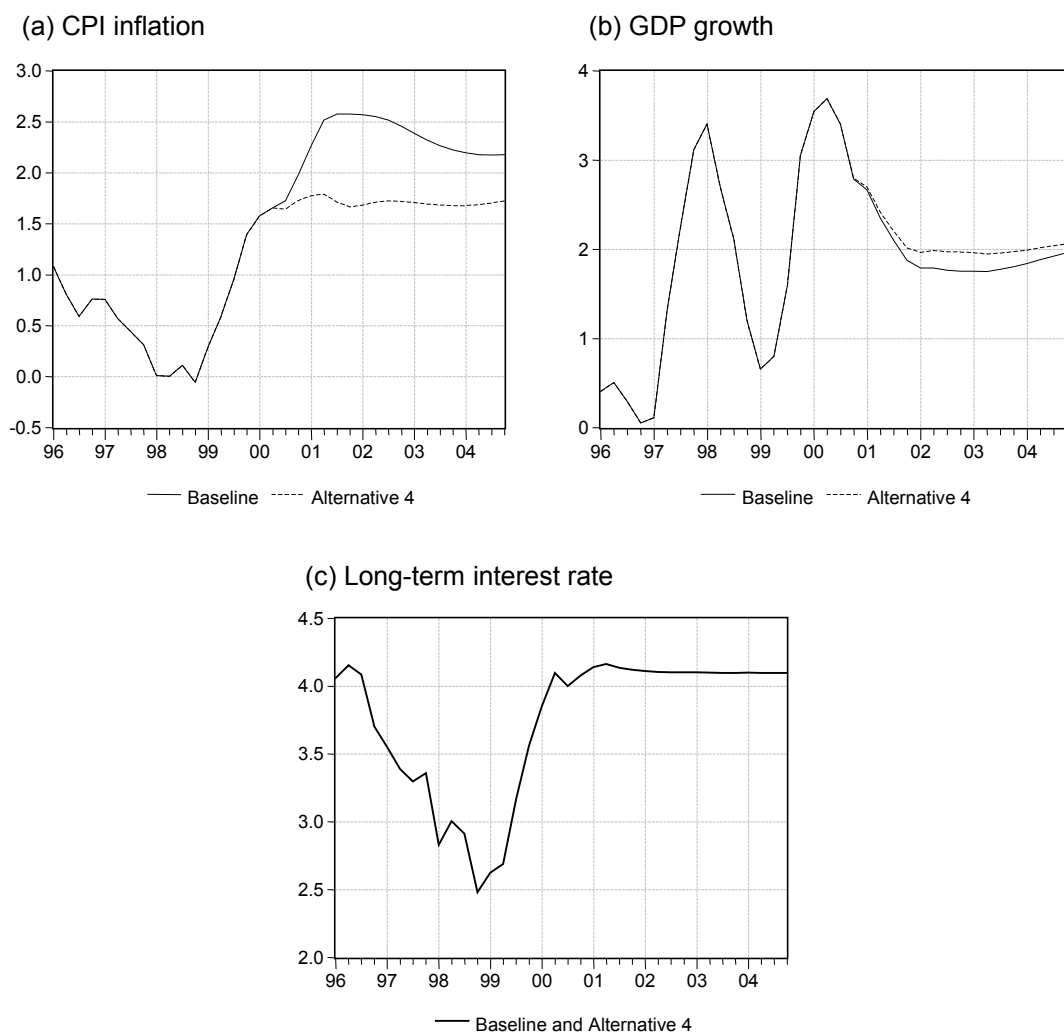 (a) CPI inflation
3.0
2.5
2.0
1.5
1.0
0.5
0.0
-0.5
96 97 98 99 00 01 02 03 04
Baseline Alternative 4
(b) GDP growth
4
3
2
1
0
96 97 98 99 00 01 02 03 04
Baseline Alternative 4
(c) Long-term interest rate
4.5
4.0
3.5
3.0
2.5
2.0
96 97 98 99 00 01 02 03 04
Baseline and Alternative 4